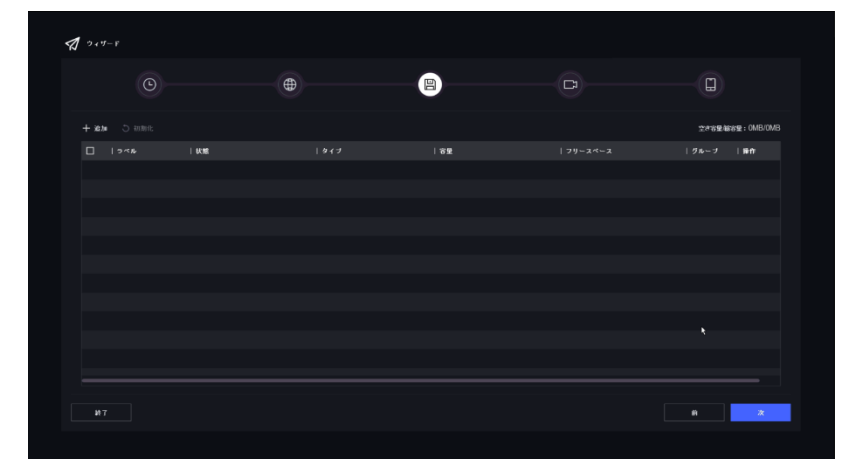 ウィザード
追加 初期化 空き容量/総容量：0MB/0MB
ラベル 状態 タイプ 容量 フリースペース グループ 操作
終了 前 次